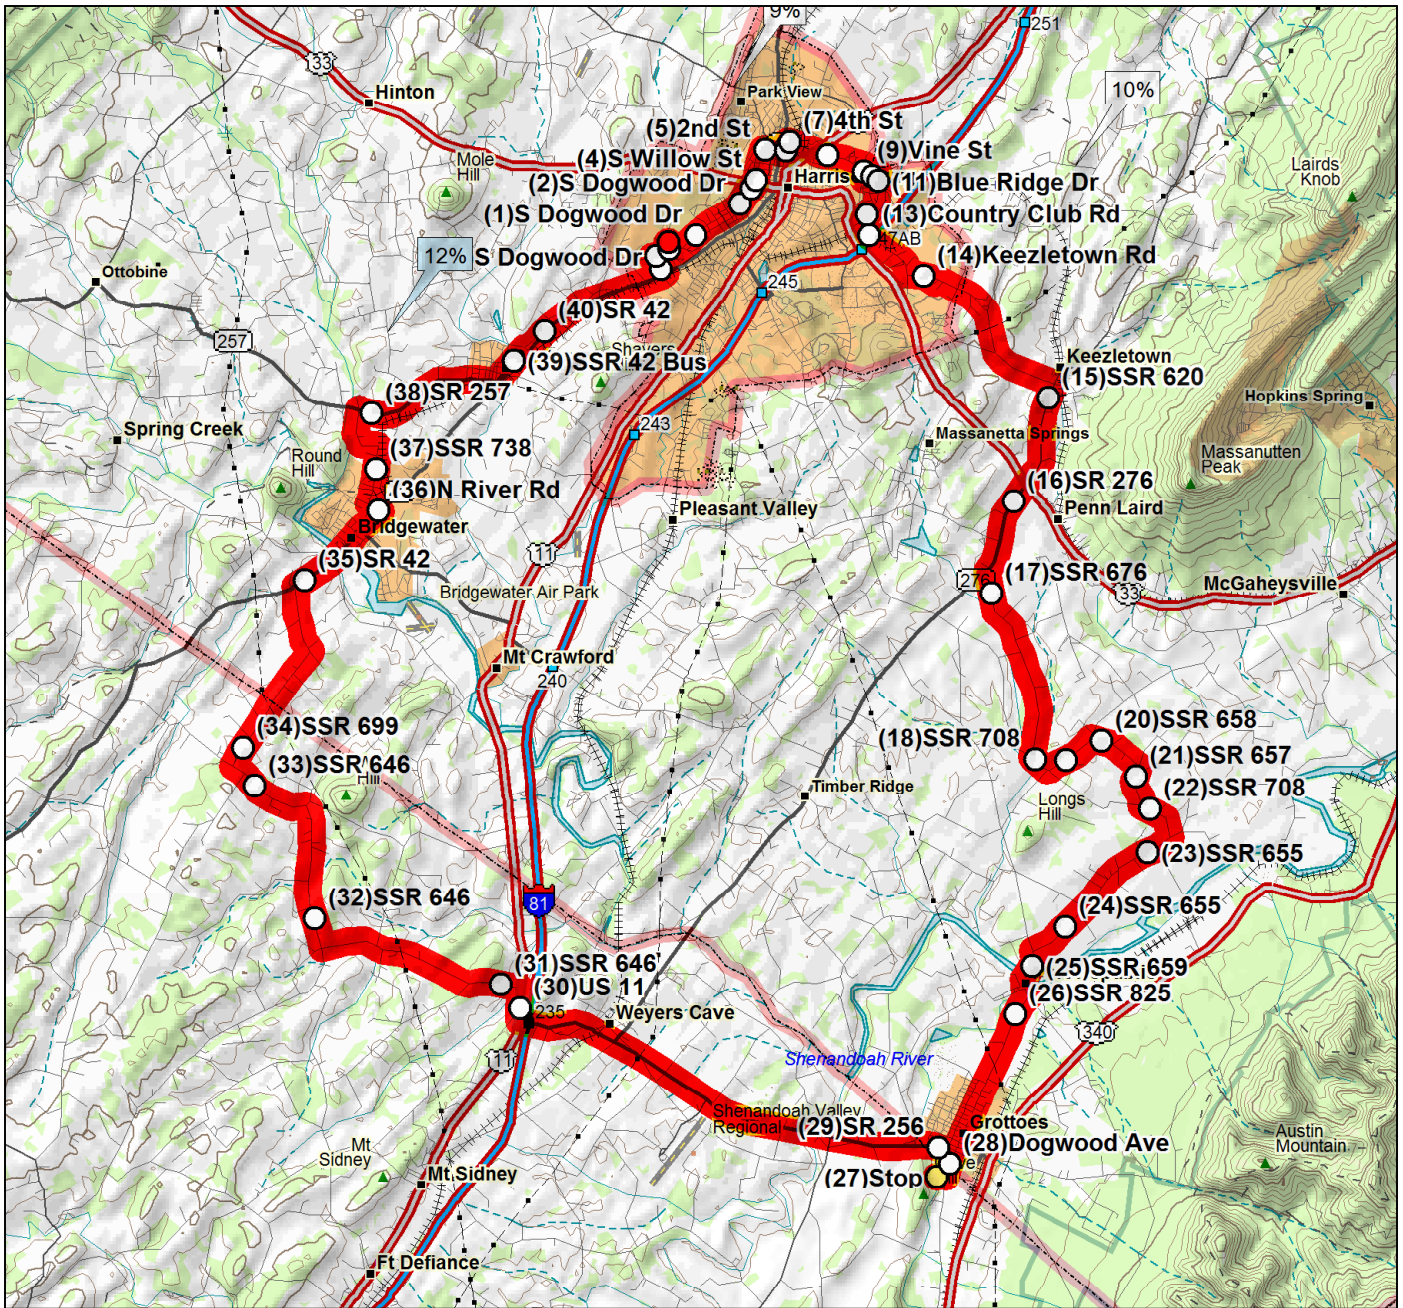 9%
251
33
Hinton
Park View
10%
(7)4th St
(5)2nd St
(9)Vine St
(4)S Willow St
Mole
Hill
Lairds
Knob
Harris
(2)S Dogwood Dr
(11)Blue Ridge Dr
(1)S Dogwood Dr
(13)Country Club Rd
47AB
12%
S Dogwood Dr
(14)Keezletown Rd
Ottobine
245
(40)SR 42
257
Shavers
(39)SSR 42 Bus
Keezletown
(15)SSR 620
(38)SR 257
Hopkins Spring
Spring Creek
243
Massanetta Springs
(37)SSR 738
Round
Hill
Massanutten
Peak
(36)N River Rd
(16)SR 276
Penn Laird
Pleasant Valley
Bridgewater
(35)SR 42
11
276
(17)SSR 676
McGaheysville
33
Bridgewater Air Park
Mt Crawford
240
(34)SSR 699
(20)SSR 658
(18)SSR 708
(21)SSR 657
(33)SSR 646
Hill
(22)SSR 708
Timber Ridge
Longs
Hill
(23)SSR 655
(32)SSR 646
81
(24)SSR 655
(31)SSR 646
(25)SSR 659
(30)US 11
(26)SSR 825
235
Weyers Cave
340
11
Shenandoah River
Shenandoah Valley
Regional
(29)SR 256
Grottoes
(28)Dogwood Ave
Austin
Mountain
Mt
Sidney
(27)Stop
Mt Sidney
Ft Defiance